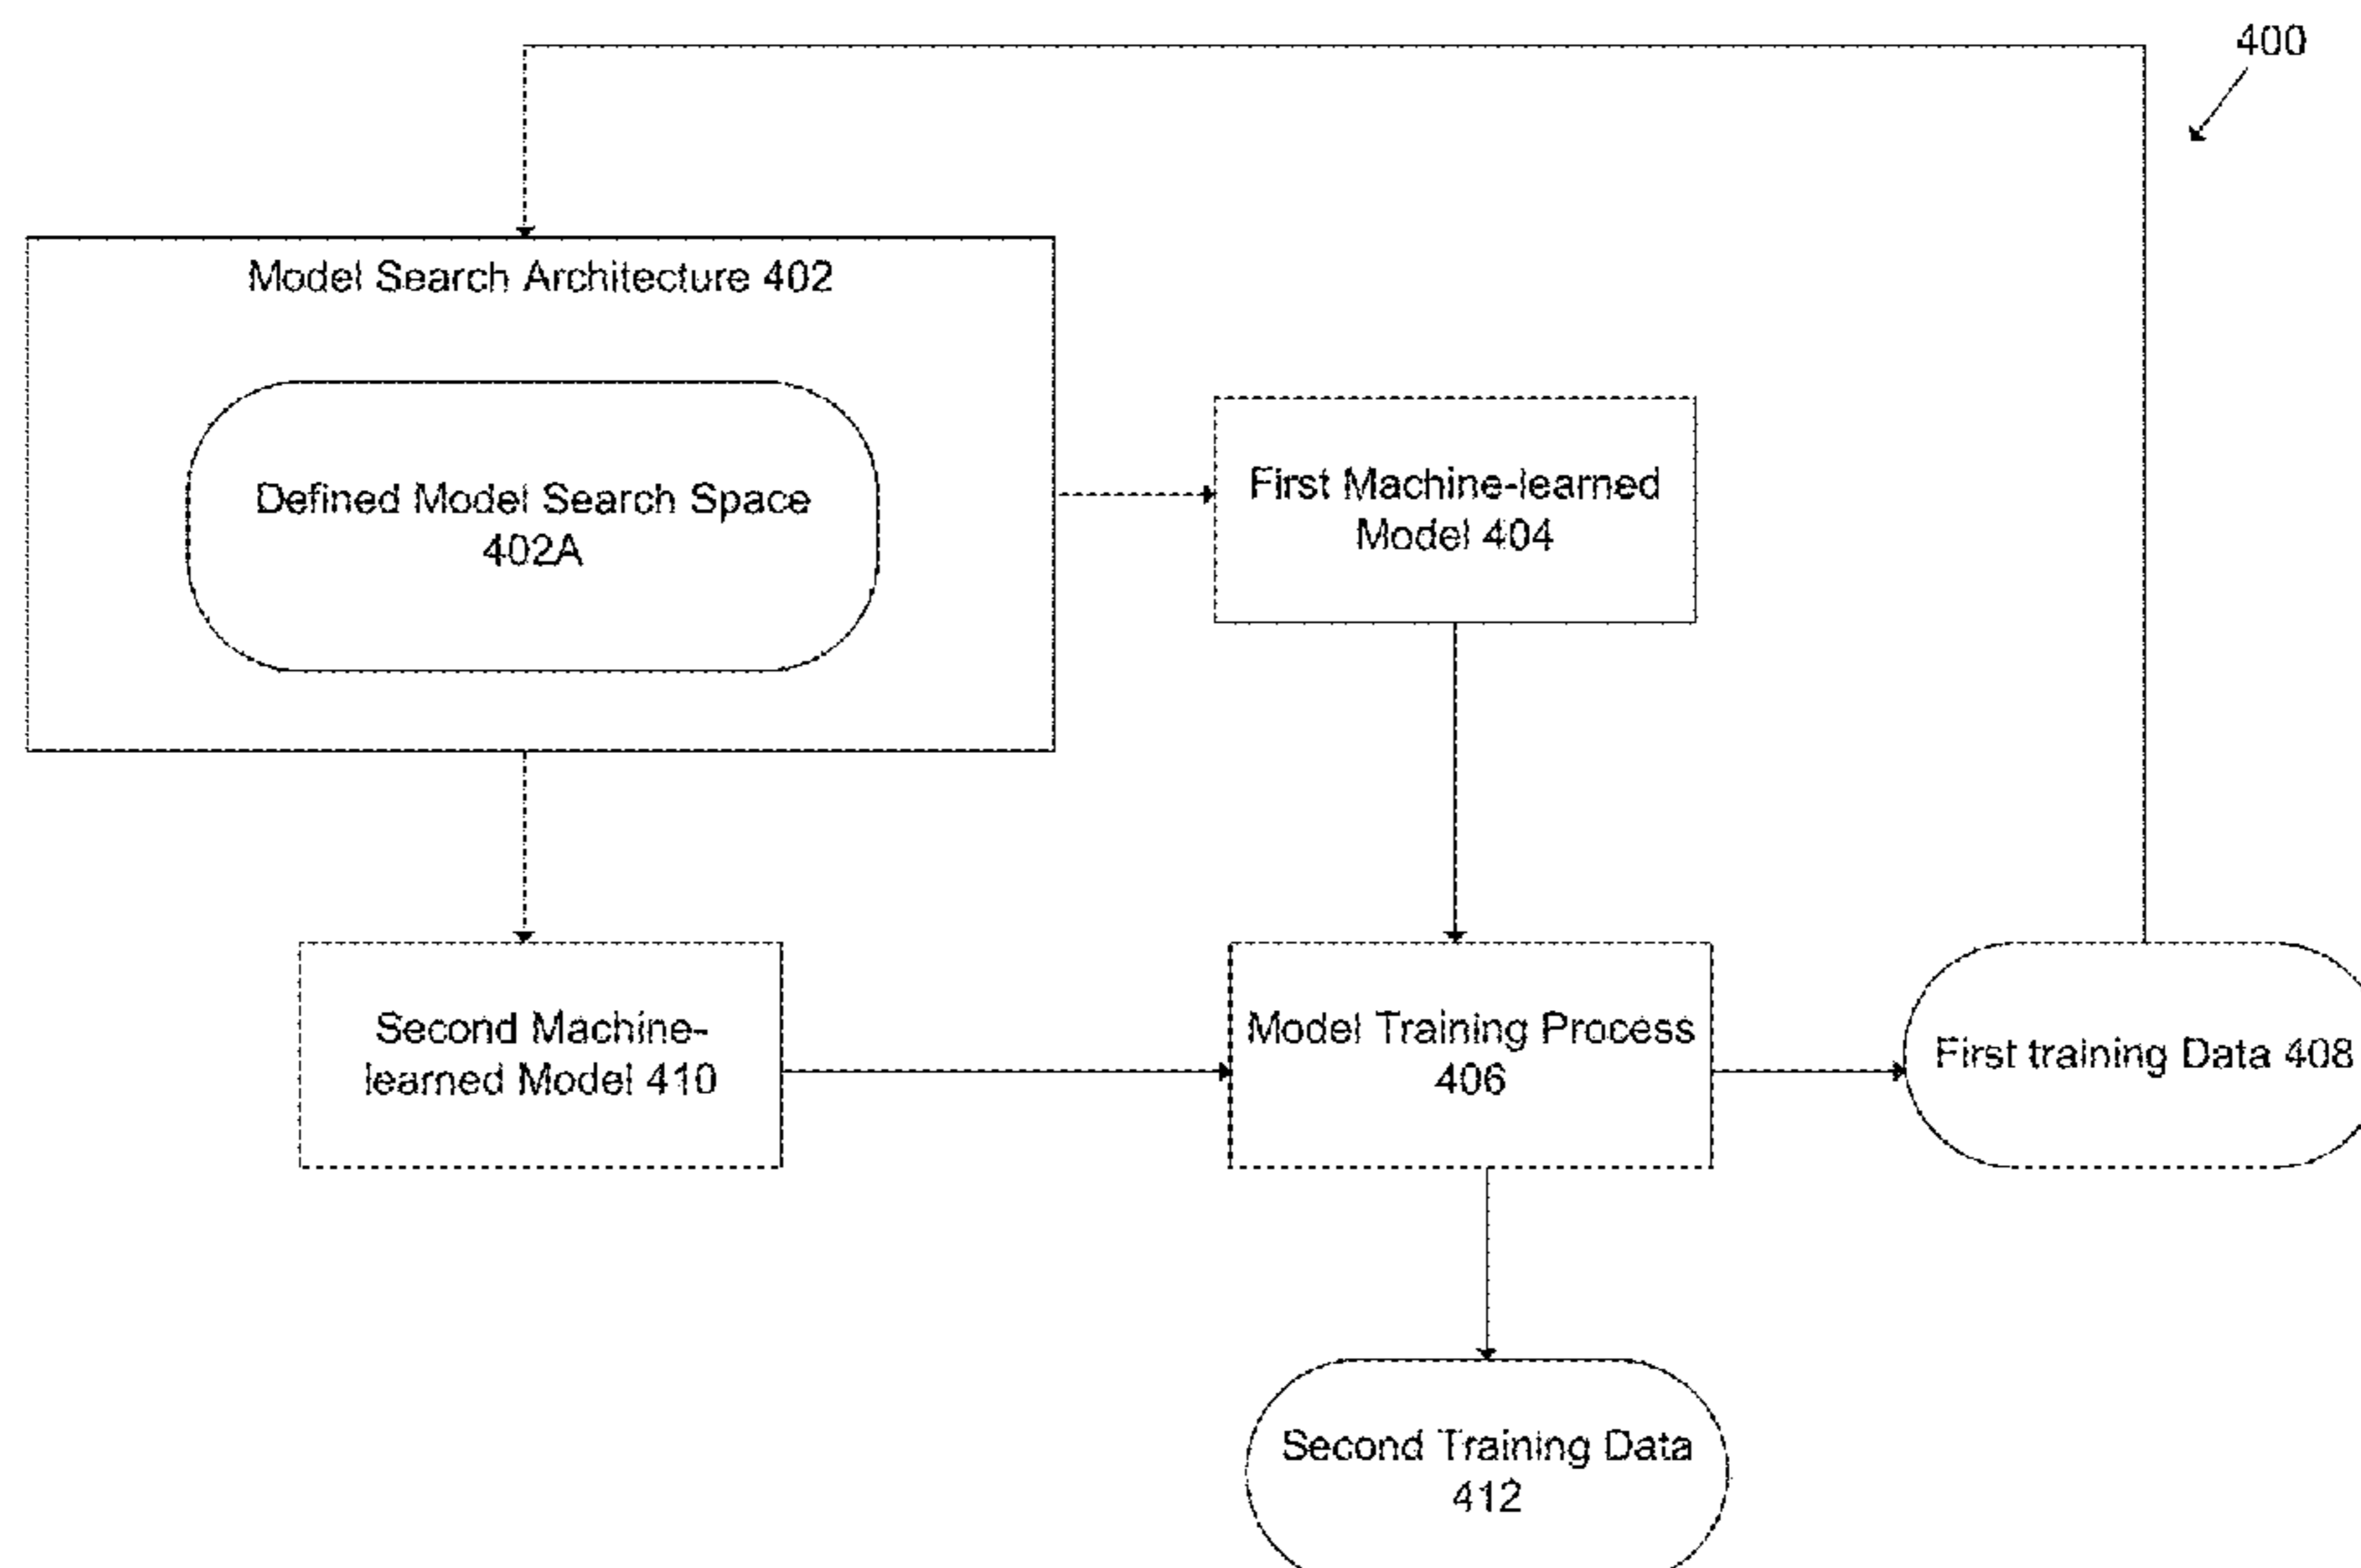 400
Model Search Architecture 402
Defined Model Search Space
402A
First Machine-learned
Model 404
Second Machine-
learned Model 410
Model Training Process
406
First training Data 408
Second Training Data
412